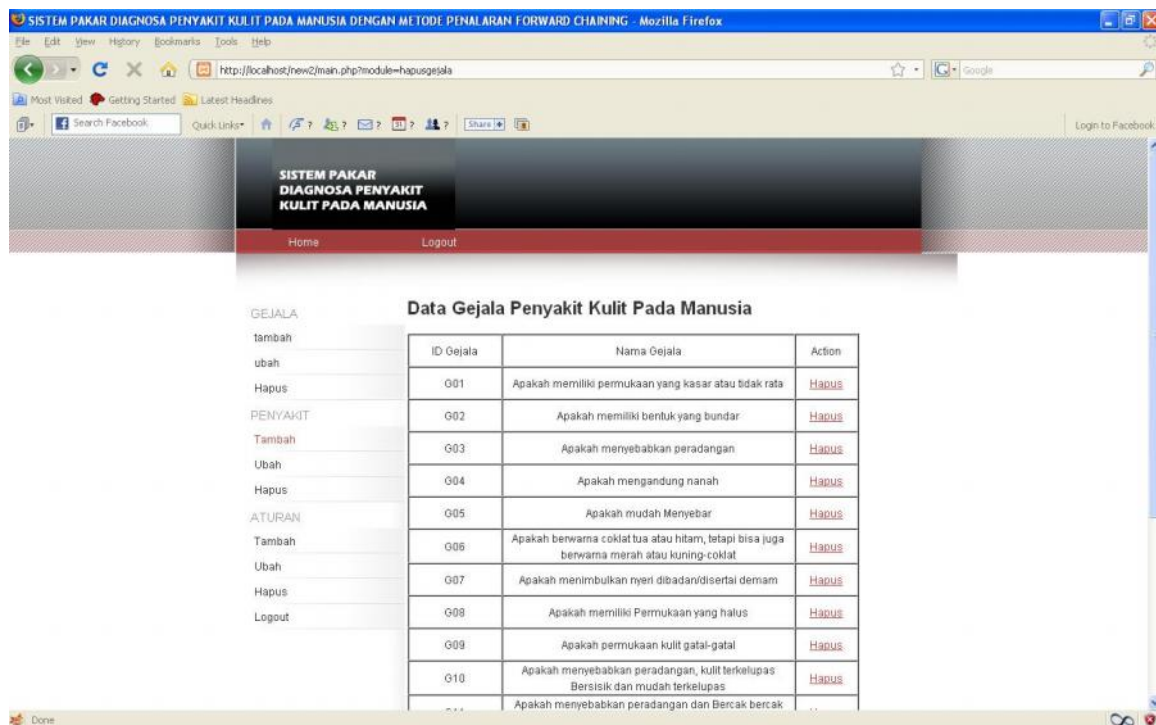 SISTEM PAKAR DIAGNOSA PENYAKIT KULIT PADA MANUSIA DENGAN METODE PENALARAN FORWARD CHAINING - Mozilla Firefox
File Edit View History Bookmarks Tools Help
http://localhost/new2/main.php?module=hapusgejala
Google
Most Visited Getting Started Latest Headlines
Search Facebook Quick Links ? ? ? 31 ? ? Share Login to Facebook
SISTEM PAKAR
DIAGNOSA PENYAKIT
KULIT PADA MANUSIA
Home Logout
GEJALA
tambah
ubah
Hapus
PENYAKIT
Tambah
Ubah
Hapus
ATURAN
Tambah
Ubah
Hapus
Logout
Data Gejala Penyakit Kulit Pada Manusia
ID Gejala Nama Gejala Action
G01 Apakah memiliki permukaan yang kasar atau tidak rata Hapus
G02 Apakah memiliki bentuk yang bundar Hapus
G03 Apakah menyebabkan peradangan Hapus
G04 Apakah mengandung nanah Hapus
G05 Apakah mudah Menyebar Hapus
G06 Apakah berwarna coklat tua atau hitam, tetapi bisa juga
berwarna merah atau kuning-coklat Hapus
G07 Apakah menimbulkan nyeri dibadan/disertai demam Hapus
G08 Apakah memiliki Permukaan yang halus Hapus
G09 Apakah permukaan kulit gatal-gatal Hapus
G10 Apakah menyebabkan peradangan, kulit terkelupas
Bersisik dan mudah terkelupas Hapus
Apakah menyebabkan peradangan dan Bercak bercak
Done